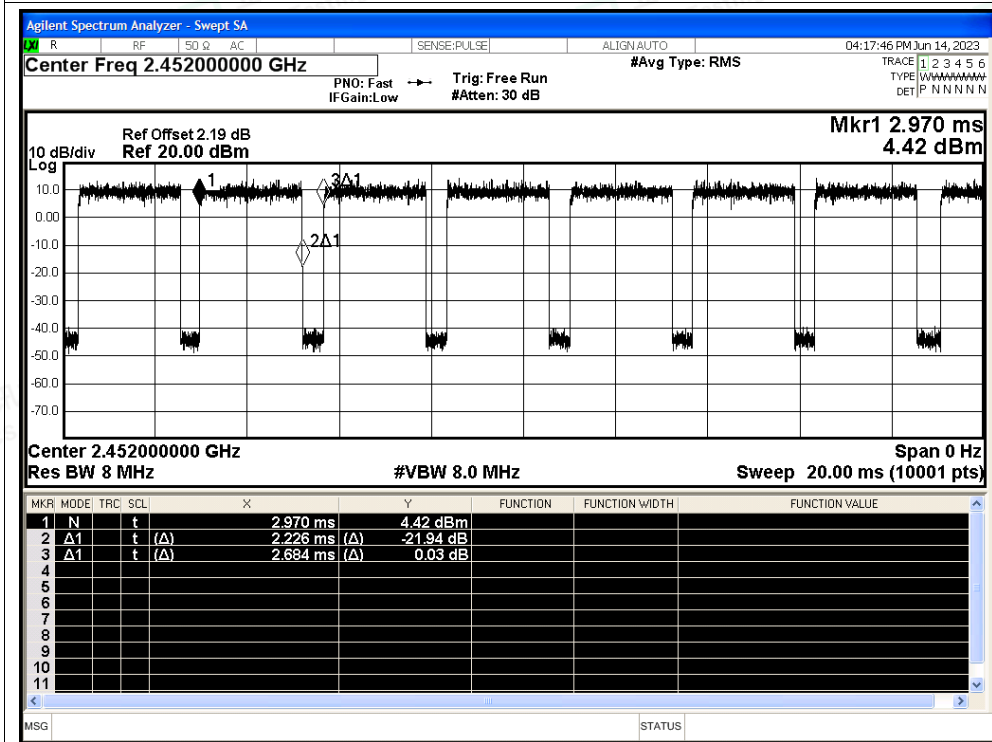 Agilent Spectrum Analyzer - Swept SA
LXI R RF 50 Ω AC SENSE:PULSE ALIGN AUTO 04:17:46 PM Jun 14, 2023
Center Freq 2.452000000 GHz #Avg Type: RMS TRACE 1 2 3 4 5 6
PNO: Fast Trig: Free Run TYPE
IFGain:Low #Atten: 30 dB DET P N N N N N
Mkr1 2.970 ms
Ref Offset 2.19 dB
10 dB/div Ref 20.00 dBm 4.42 dBm
Log
1 3Δ1
10.0
0.00
2Δ1
-10.0
-20.0
-30.0
-40.0
-50.0
-60.0
-70.0
Center 2.452000000 GHz Span 0 Hz
Res BW 8 MHz #VBW 8.0 MHz Sweep 20.00 ms (10001 pts)
MKR MODE TRC SCL X Y FUNCTION FUNCTION WIDTH FUNCTION VALUE
1 N t 2.970 ms 4.42 dBm
2 Δ1 t (Δ) 2.226 ms (Δ) -21.94 dB
3 Δ1 t (Δ) 2.684 ms (Δ) 0.03 dB
4
5
6
7
8
9
10
11
MSG STATUS